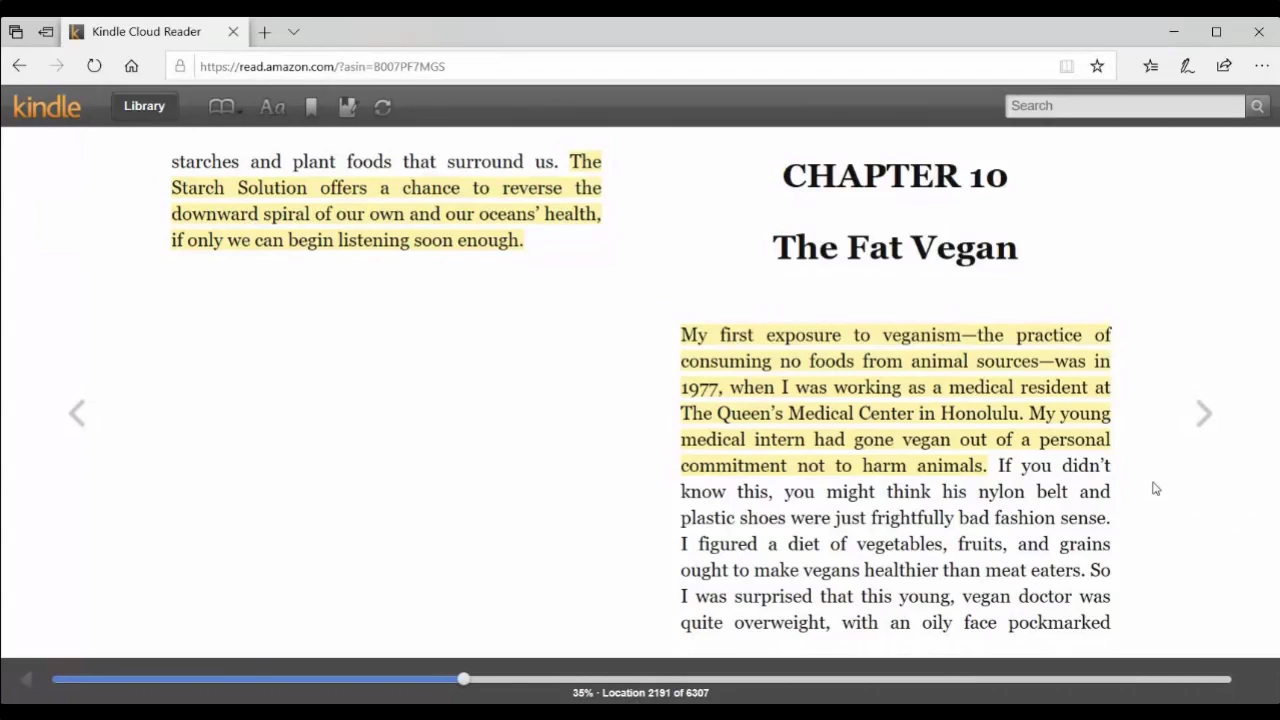 Kindle Cloud Reader
https://read.amazon.com/?asin=B007PF7MGS
kindle
Library
Aa
Search
starches and plant foods that surround us. The
Starch Solution offers a chance to reverse the
downward spiral of our own and our oceans’ health,
if only we can begin listening soon enough.
CHAPTER 10
The Fat Vegan
My first exposure to veganism—the practice of
consuming no foods from animal sources—was in
1977, when I was working as a medical resident at
The Queen’s Medical Center in Honolulu. My young
medical intern had gone vegan out of a personal
commitment not to harm animals. If you didn’t
know this, you might think his nylon belt and
plastic shoes were just frightfully bad fashion sense.
I figured a diet of vegetables, fruits, and grains
ought to make vegans healthier than meat eaters. So
I was surprised that this young, vegan doctor was
quite overweight, with an oily face pockmarked
35% · Location 2191 of 6307